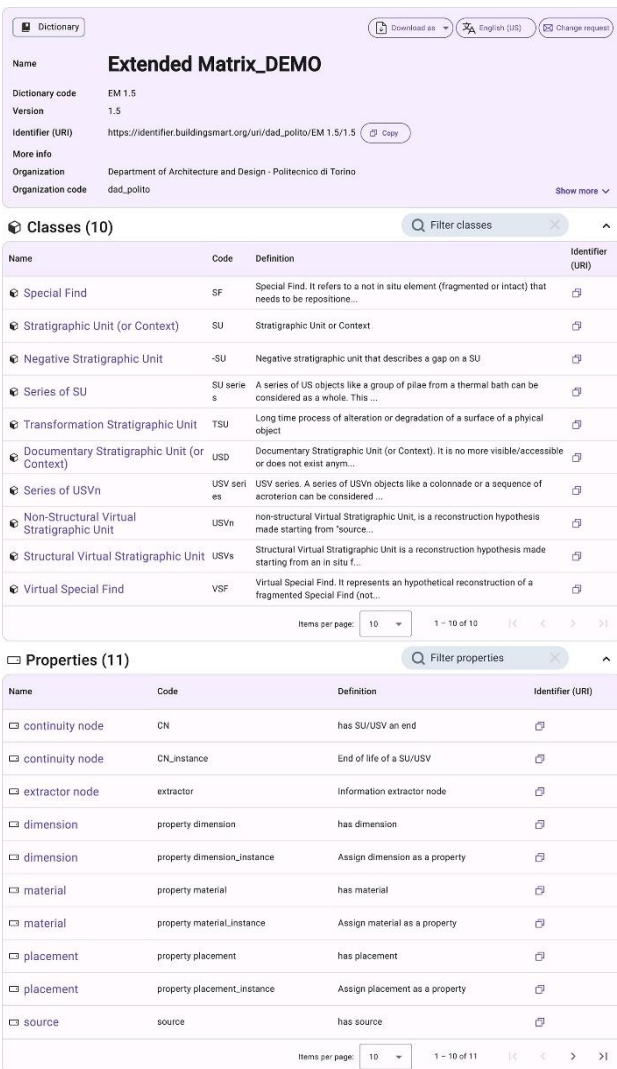 Dictionary
Download as
English (US)
Change request
Name Extended Matrix_DEMO
Dictionary code EM 1.5
Version 1.5
Identifier (URI) https://identifier.buildingsmart.org/uri/dad_polito/EM 1.5/1.5 Copy
More info
Organization Department of Architecture and Design - Politecnico di Torino
Organization code dad_polito Show more
Classes (10) Filter classes
Name Code Definition Identifier
(URI)
Special Find SF Special Find. It refers to a not in situ element (fragmented or intact) that
needs to be repositione...
Stratigraphic Unit (or Context) SU Stratigraphic Unit or Context
Negative Stratigraphic Unit -SU Negative stratigraphic unit that describes a gap on a SU
Series of SU SU serie
s A series of US objects like a group of pilae from a thermal bath can be
considered as a whole. This ...
Transformation Stratigraphic Unit TSU Long time process of alteration or degradation of a surface of a phyical
object
Documentary Stratigraphic Unit (or
Context) USD Documentary Stratigraphic Unit (or Context). It is no more visible/accessible
or does not exist anym...
Series of USVn USV seri
es USV series. A series of USVn objects like a colonnade or a sequence of
acroterion can be considered ...
Non-Structural Virtual
Stratigraphic Unit USVn non-structural Virtual Stratigraphic Unit, is a reconstruction hypothesis
made starting from "source...
Structural Virtual Stratigraphic Unit USVs Structural Virtual Stratigraphic Unit is a reconstruction hypothesis made
starting from an in situ f...
Virtual Special Find VSF Virtual Special Find. It represents an hypothetical reconstruction of a
fragmented Special Find (not...
Items per page: 10 1 – 10 of 10
Properties (11) Filter properties
Name Code Definition Identifier (URI)
continuity node CN has SU/USV an end
continuity node CN_instance End of life of a SU/USV
extractor node extractor Information extractor node
dimension property dimension has dimension
dimension property dimension_instance Assign dimension as a property
material property material has material
material property material_instance Assign material as a property
placement property placement has placement
placement property placement_instance Assign placement as a property
source source has source
Items per page: 10 1 – 10 of 11